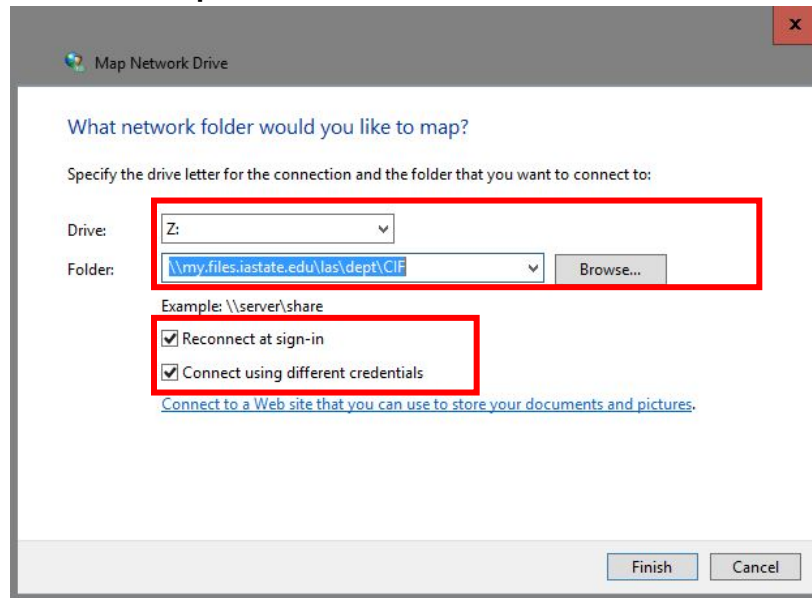 x
Map Network Drive
What network folder would you like to map?
Specify the drive letter for the connection and the folder that you want to connect to:
Drive: Z:
Folder: \\my.files.iastate.edu\las\dept\CIF Browse...
Example: \\server\share
Reconnect at sign-in
Connect using different credentials
Connect to a Web site that you can use to store your documents and pictures.
Finish Cancel